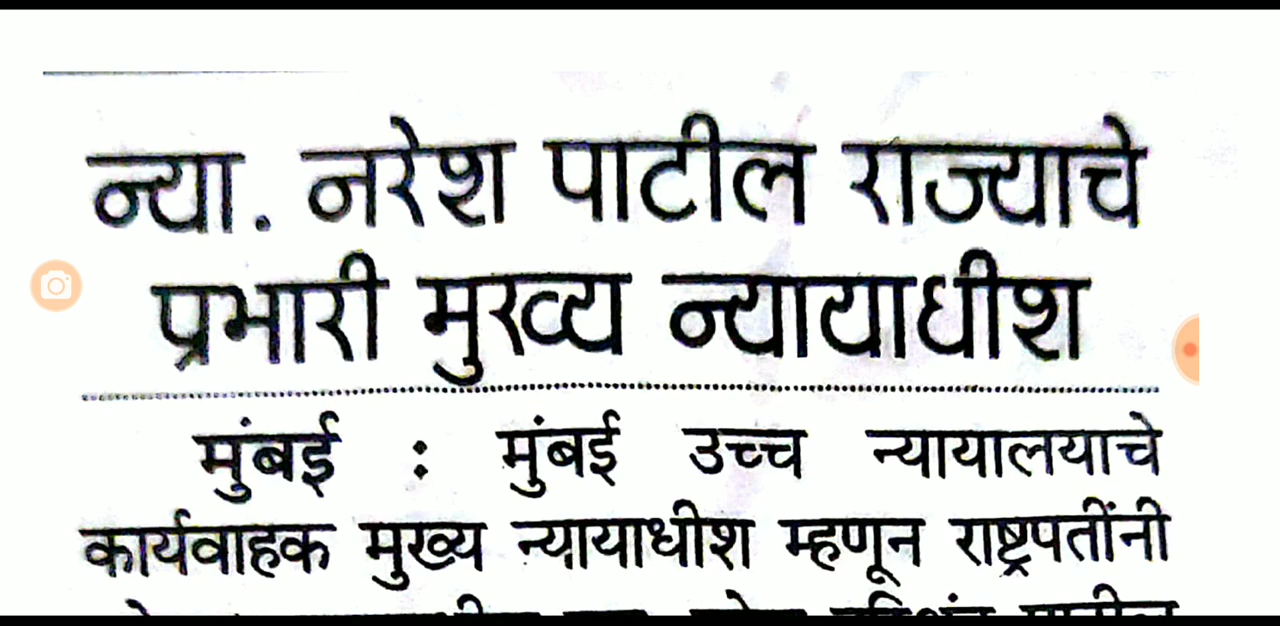 न्या. नरेश पाटील राज्याचे
प्रभारी मुख्य न्यायाधीश
मुंबई : मुंबई उच्च न्यायालयाचे
कार्यवाहक मुख्य न्यायाधीश म्हणून राष्ट्रपतींनी